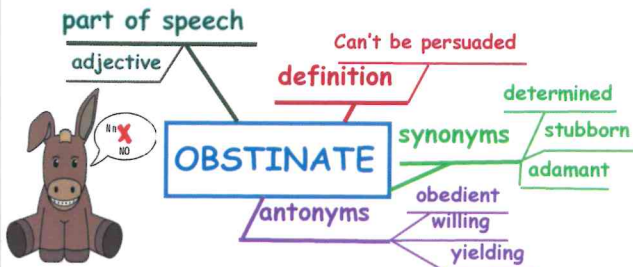 part of speech
adjective
definition
Can't be persuaded
OBSTINATE
synonyms
determined
stubborn
adamant
antonyms
obedient
willing
yielding
NO